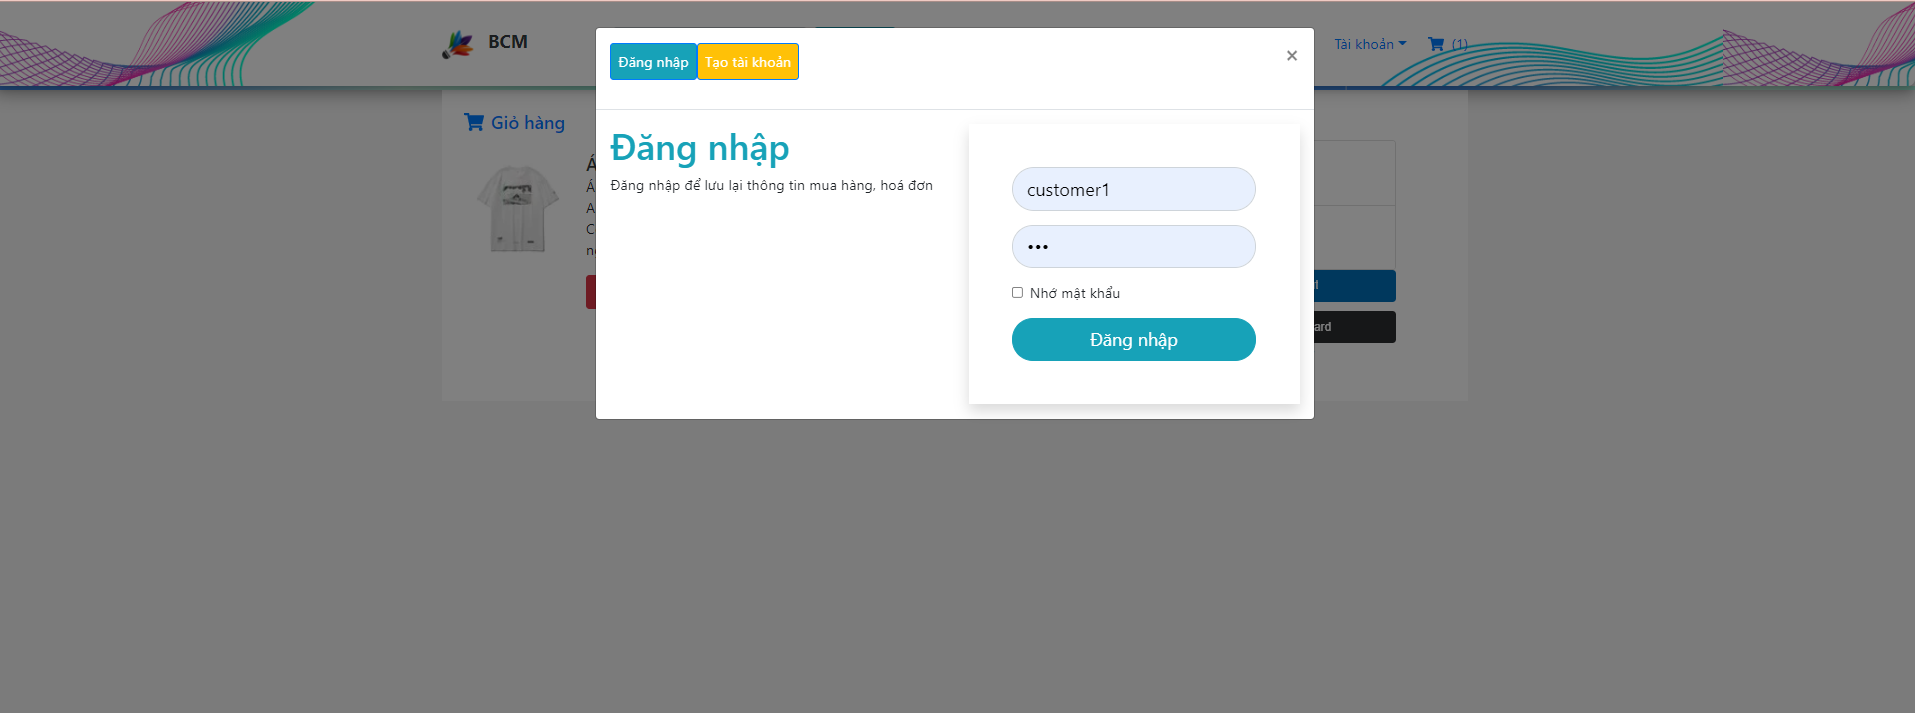 BCM
Tài khoản
(1)
Đăng nhập
Tạo tài khoản
×
Giỏ hàng
Đăng nhập
Đăng nhập để lưu lại thông tin mua hàng, hoá đơn
customer1
•••
Nhớ mật khẩu
Đăng nhập
ard